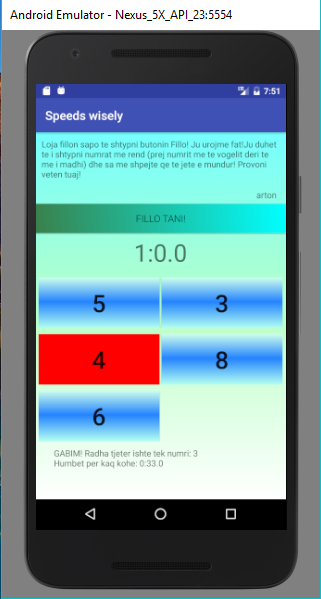 Android Emulator - Nexus_5X_API_23:5554
7:51
Speeds wisely
Loja fillon sapo te shtypni butonin Fillo! Ju urojme fat!Ju duhet
te i shtypni numrat me rend (prej numrit me te vogelit deri te
me i madhi) dhe sa me shpejte qe te jete e mundur! Provoni
veten tuaj!
arton
FILLO TANI!
1:0.0
5 3
4 8
6
GABIM! Radha tjeter ishte tek numri: 3
Humbet per kaq kohe: 0:33.0